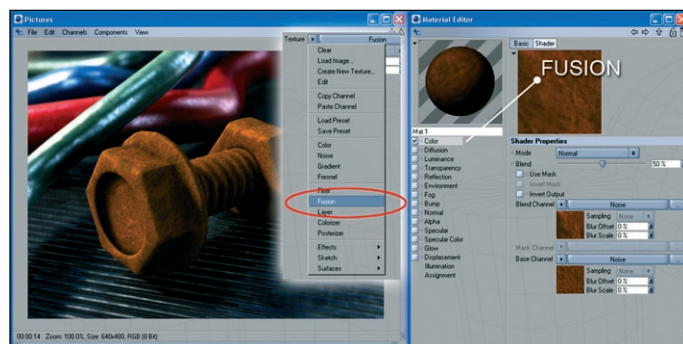 Pictures
File Edit Channels Components View
Texture Fusion
Clear
Load Image...
Create New Texture...
Edit
Copy Channel
Paste Channel
Load Preset
Save Preset
Color
Noise
Gradient
Fresnel
Filter
Fusion
Layer
Colorizer
Posterizer
Effects
Sketch
Surfaces
00:00:14 Zoom: 100.0%, Size: 640x480, RGB (8 Bit)
Material Editor
Basic Shader
FUSION
Mat.1
Color
Diffusion
Luminance
Transparency
Reflection
Environment
Fog
Bump
Normal
Alpha
Specular
Specular Color
Glow
Displacement
Illumination
Assignment
Shader Properties
Mode Normal
Blend 50 %
Use Mask
Invert Mask
Invert Output
Blend Channel Noise
Sampling None
Blur Offset 0 %
Blur Scale 0 %
Mask Channel
Base Channel Noise
Sampling None
Blur Offset 0 %
Blur Scale 0 %